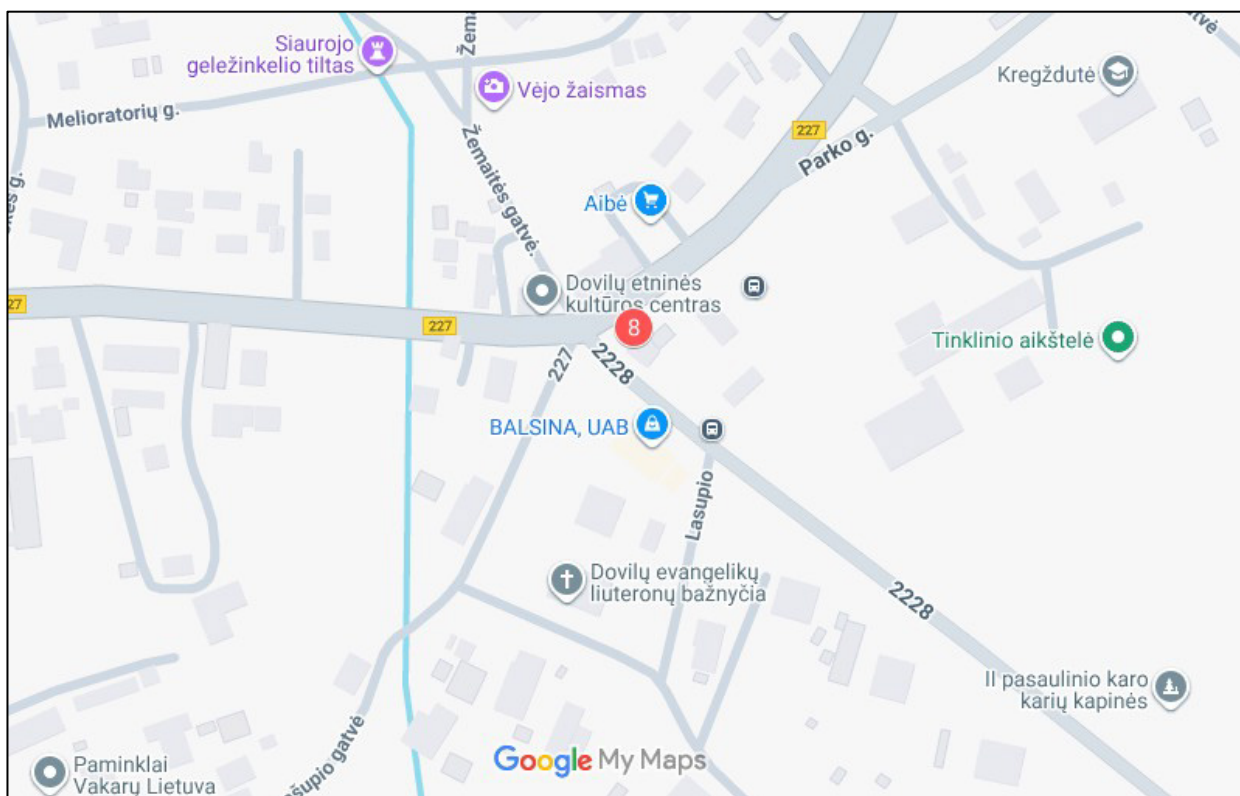 Siaurojo
geležinkelio tiltas
Vėjo žaismas
Kregždutė
Melioratorių g.
227
Parko g.
Žemaitės gatvė.
Aibė
Dovilų etninės
kultūros centras
27
227
8
227
2228
Tinklinio aikštelė
BALSINA, UAB
Lasupio
Dovilų evangelikų
liuteronų bažnyčia
2228
II pasaulinio karo
karių kapinės
Google My Maps
Paminklai
Vakarų Lietuva